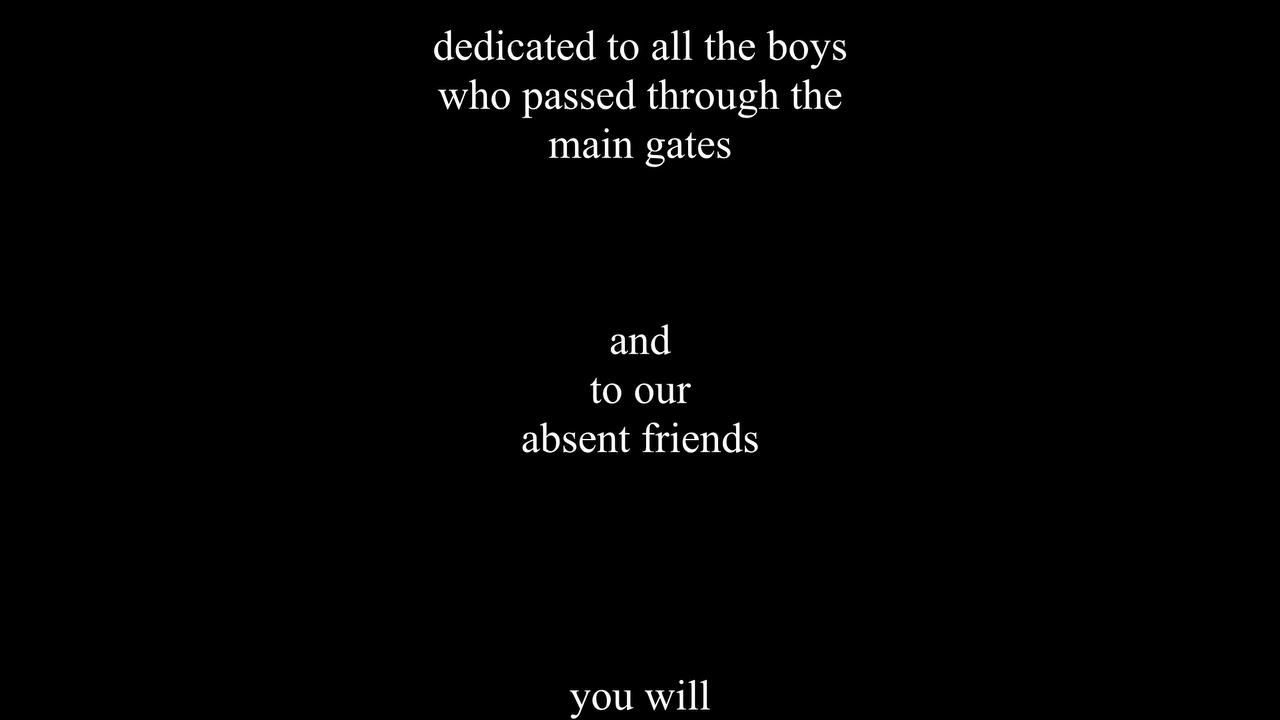 dedicated to all the boys
who passed through the
main gates
and
to our
absent friends
you will